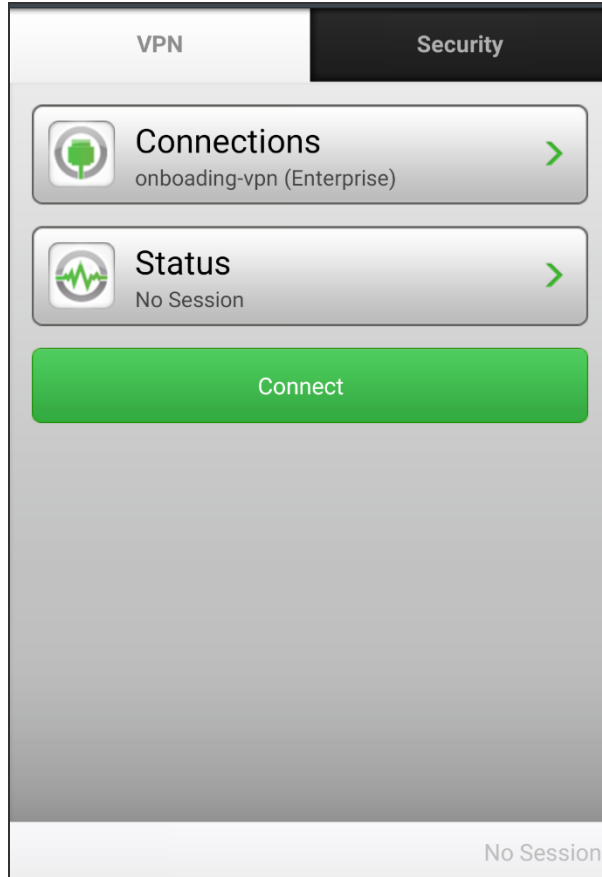 VPN
Security
Connections
onboading-vpn (Enterprise)
Status
No Session
Connect
No Session